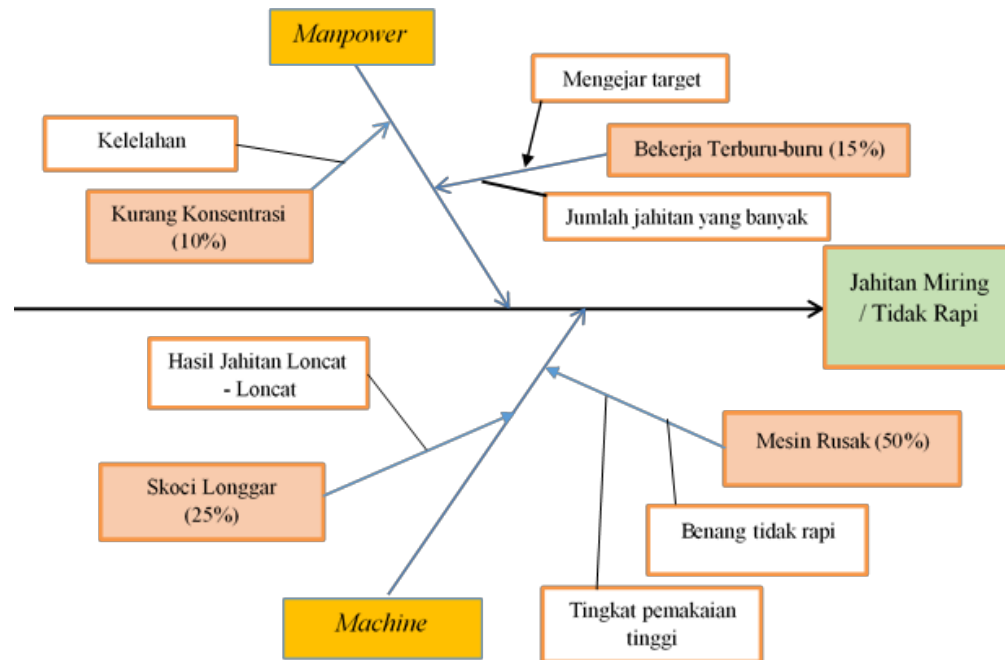 Manpower
Mengejar target
Kelelahan
Bekerja Terburu-buru (15%)
Kurang Konsentrasi
(10%)
Jumlah jahitan yang banyak
Jahitan Miring
/ Tidak Rapi
Hasil Jahitan Loncat
- Loncat
Mesin Rusak (50%)
Skoci Longgar
(25%)
Benang tidak rapi
Machine
Tingkat pemakaian
tinggi